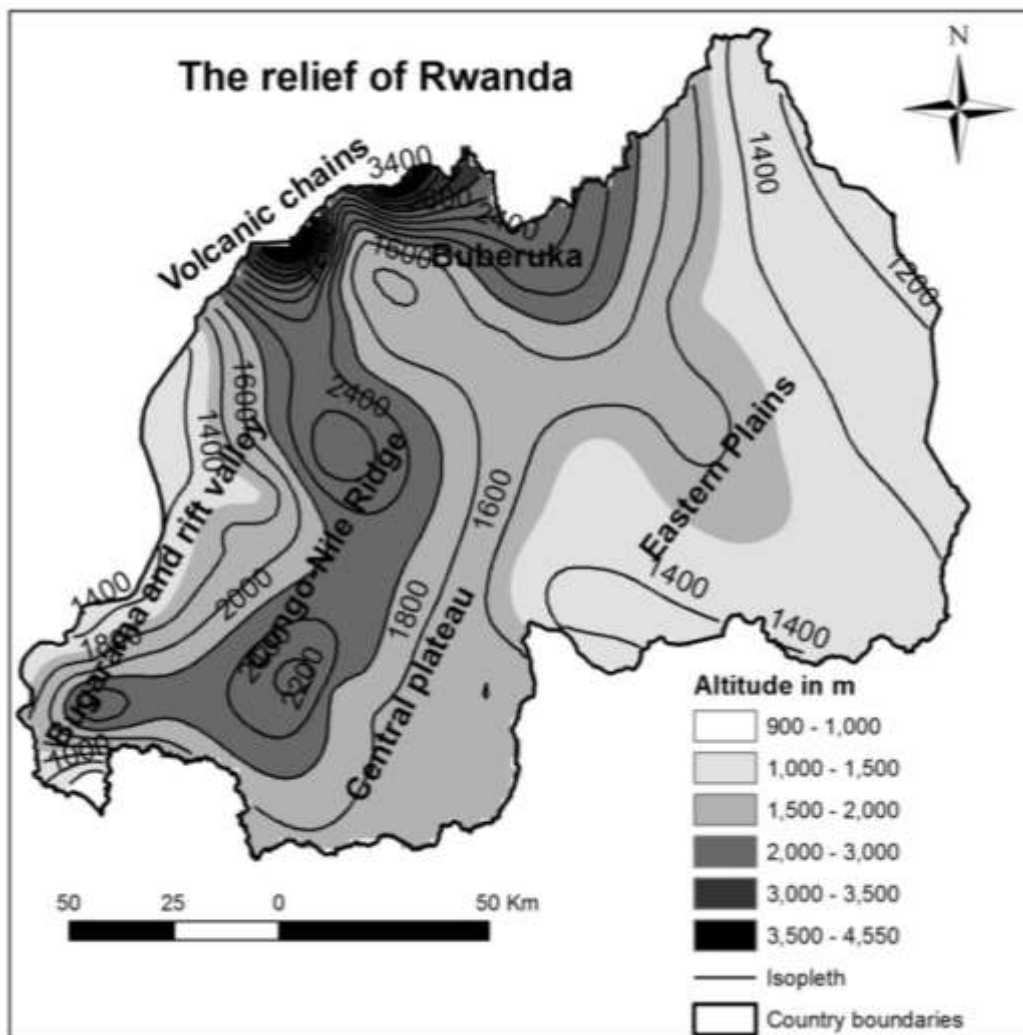 The relief of Rwanda
N
Volcanic chains
3400
2400
1600
Buberuka
1400
1200
1600
1400
2400
Bugarama and rift valley
Congo-Nile Ridge
1600
Eastern Plains
1400
1400
1400
2000
1800
2200
Central plateau
1000
Altitude in m
900 - 1,000
1,000 - 1,500
1,500 - 2,000
2,000 - 3,000
3,000 - 3,500
3,500 - 4,550
Isopleth
Country boundaries
50 25 0 50 Km